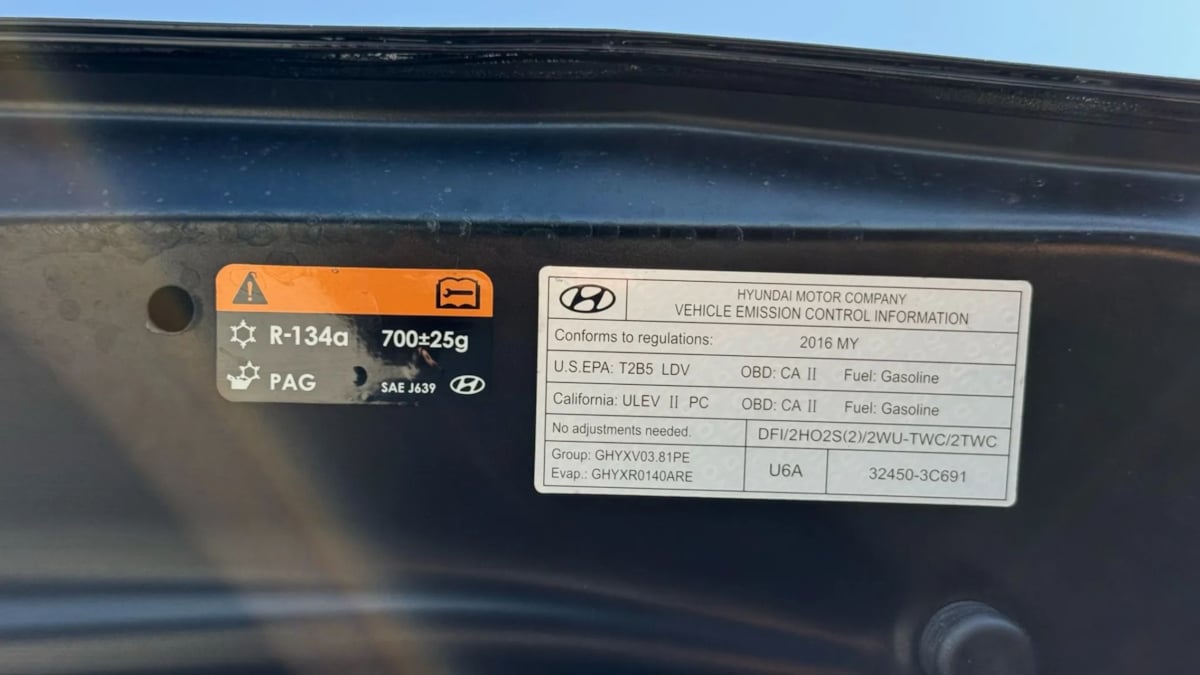 R-134a 700±25g
PAG SAE J639
HYUNDAI MOTOR COMPANY
VEHICLE EMISSION CONTROL INFORMATION
Conforms to regulations: 2016 MY
U.S.EPA: T2B5 LDV OBD: CA II Fuel: Gasoline
California: ULEV II PC OBD: CA II Fuel: Gasoline
No adjustments needed. DFI/2HO2S(2)/2WU-TWC/2TWC
Group: GHYXV03.81PE
Evap.: GHYXR0140ARE
U6A 32450-3C691